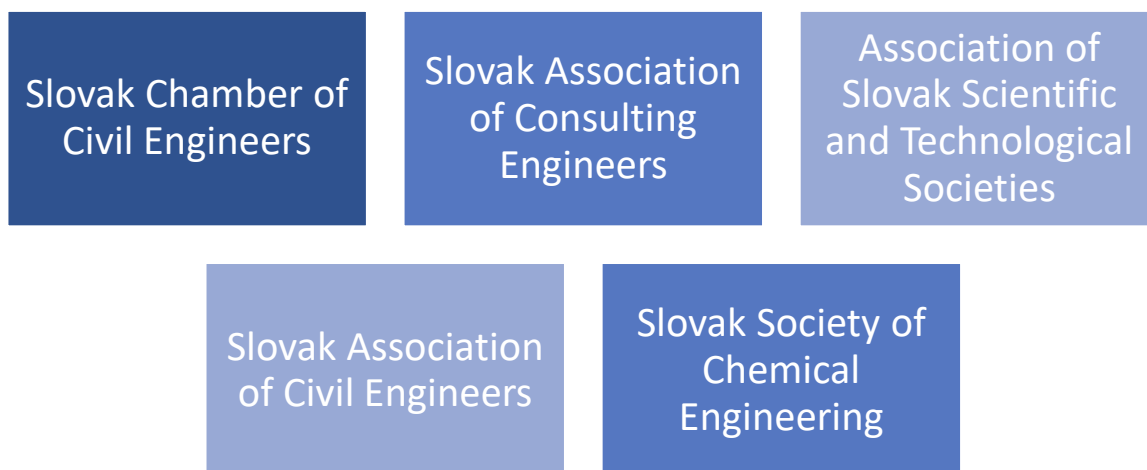 Slovak Chamber of
Civil Engineers
Slovak Association
of Consulting
Engineers
Association of
Slovak Scientific
and Technological
Societies
Slovak Association
of Civil Engineers
Slovak Society of
Chemical
Engineering